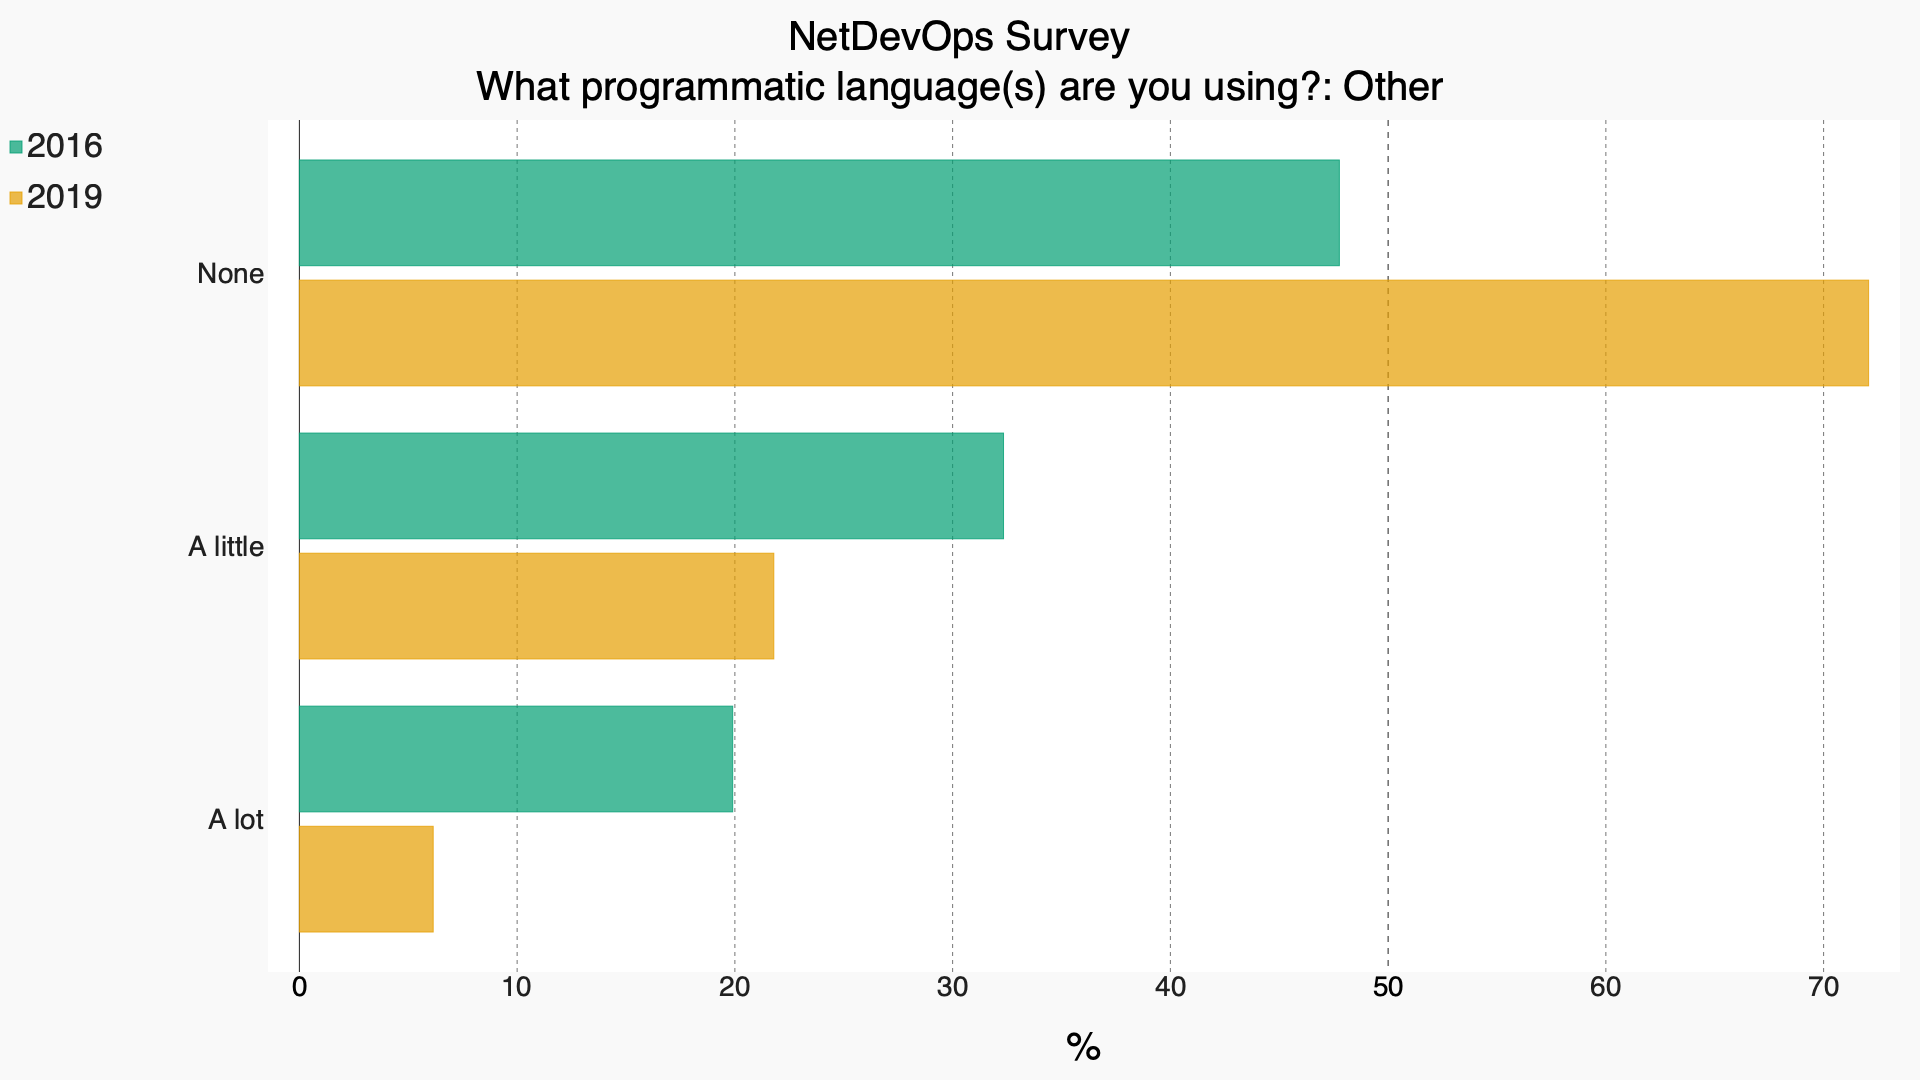 NetDevOps Survey
What programmatic language(s) are you using?: Other
2016
2019
None
A little
A lot
0 10 20 30 40 50 60 70
%